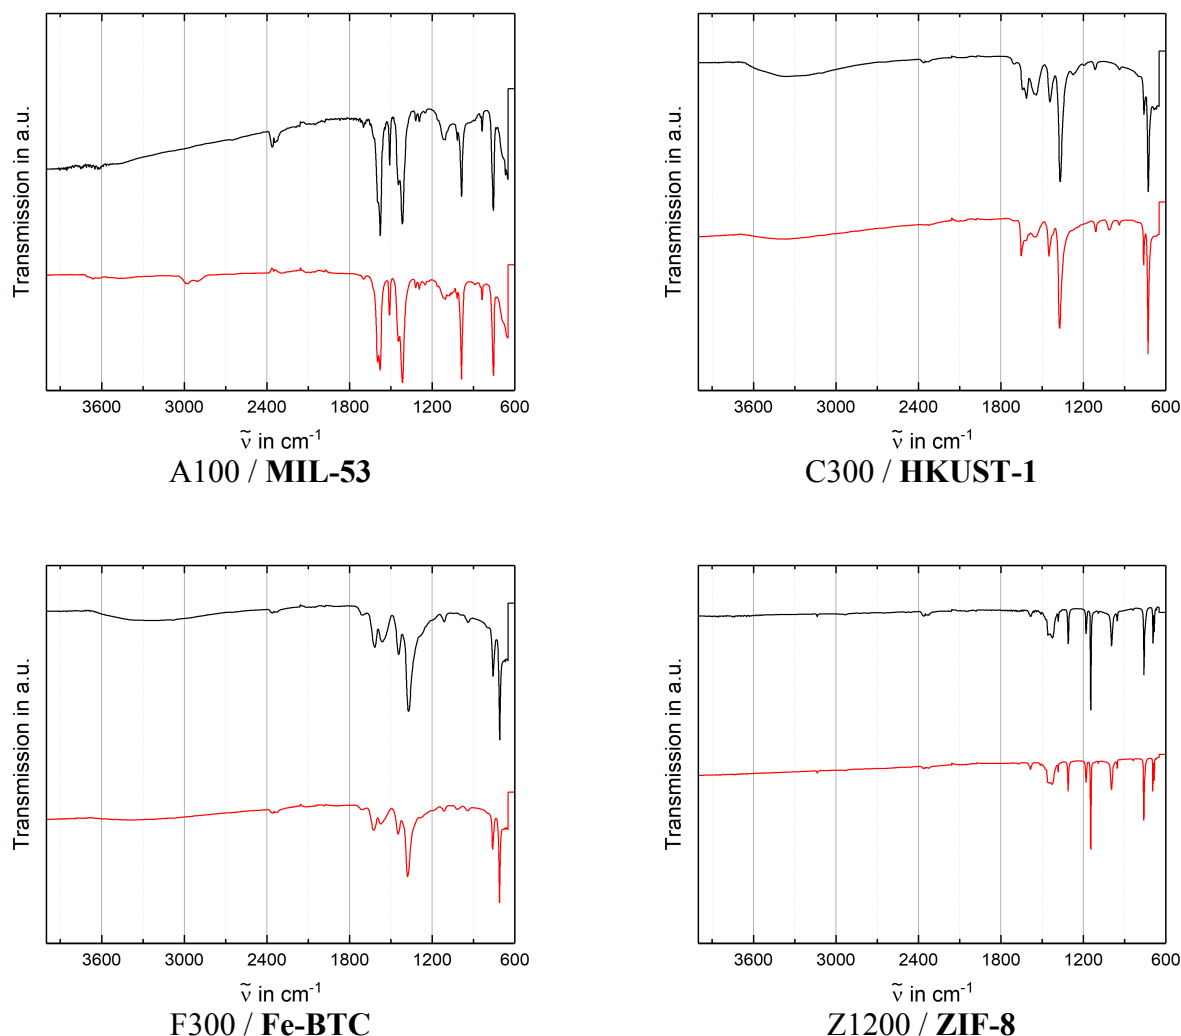 Transmission in a.u.
3600 3000 2400 1800 1200 600
ṽ in cm⁻¹
A100 / MIL-53
Transmission in a.u.
3600 3000 2400 1800 1200 600
ṽ in cm⁻¹
C300 / HKUST-1
Transmission in a.u.
3600 3000 2400 1800 1200 600
ṽ in cm⁻¹
F300 / Fe-BTC
Transmission in a.u.
3600 3000 2400 1800 1200 600
ṽ in cm⁻¹
Z1200 / ZIF-8